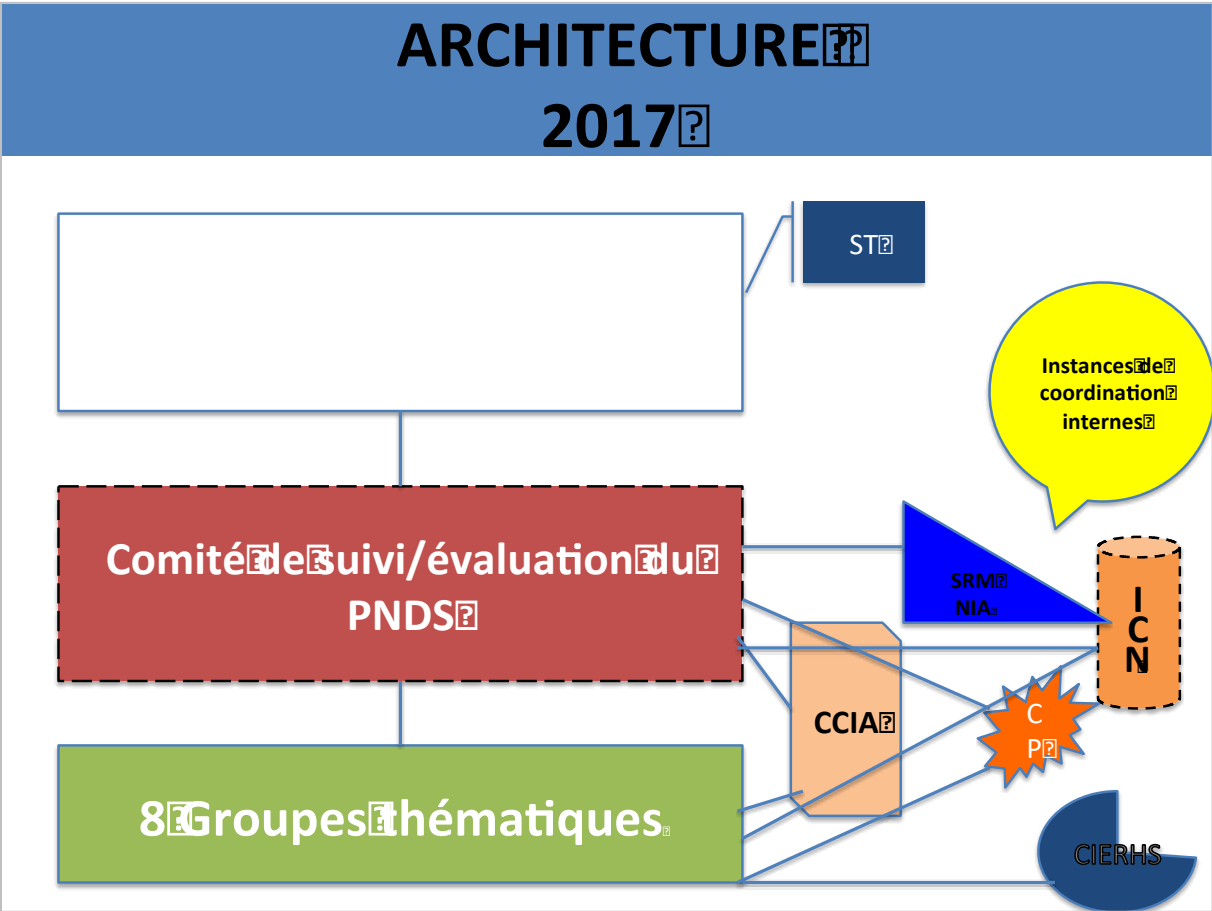 ARCHITECTURE
2017
ST
Instances de
coordination
internes
Comité de suivi/évaluation du
PNDS
SRM
NIA
I
C
N
CCIA
C
P
8 Groupes thématiques
CIERHS